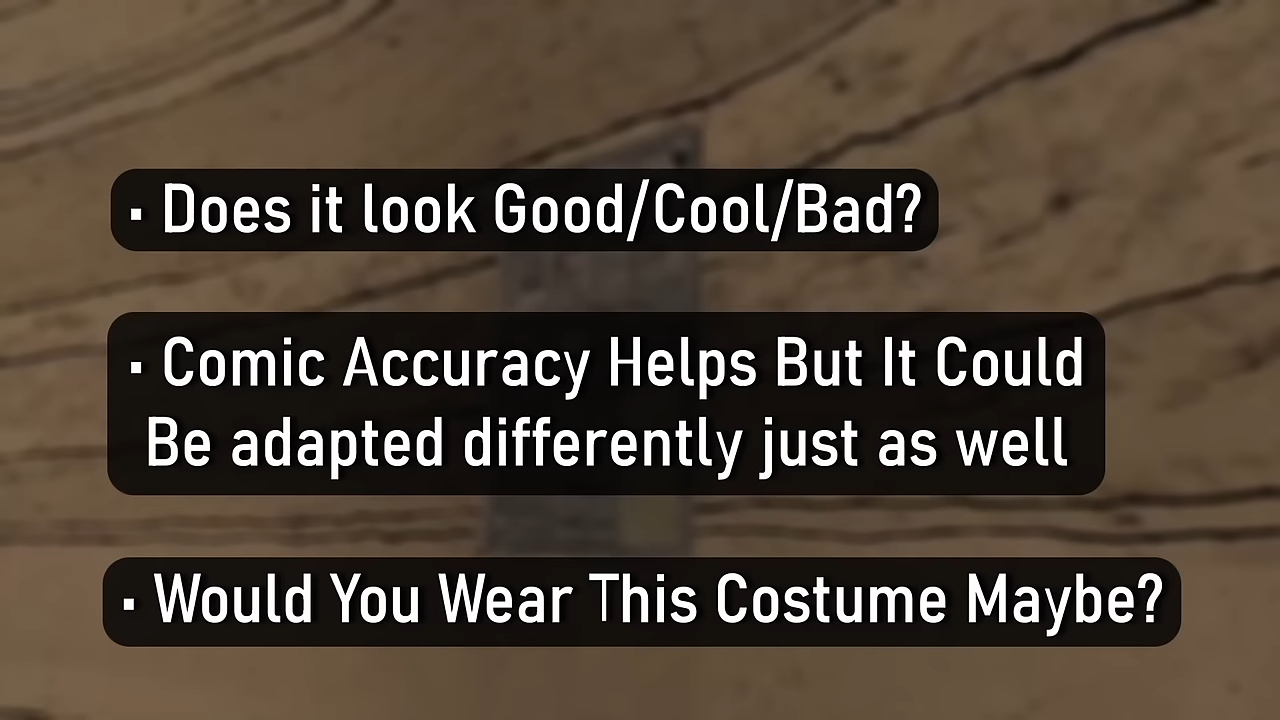 ▪ Does it look Good/Cool/Bad?
▪ Comic Accuracy Helps But It Could
Be adapted differently just as well
▪ Would You Wear This Costume Maybe?